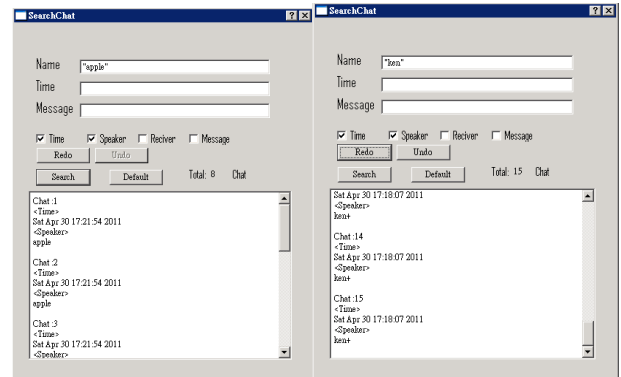 SearchChat
Name "apple"
Time
Message
Time Speaker Reciver Message
Redo Undo
Search Default Total: 8 Chat
Chat :1
<Time>
Sat Apr 30 17:21:54 2011
<Speaker>
apple
Chat :2
<Time>
Sat Apr 30 17:21:54 2011
<Speaker>
apple
Chat :3
<Time>
Sat Apr 30 17:21:54 2011
<Speaker>
SearchChat
Name "ken"
Time
Message
Time Speaker Reciver Message
Redo Undo
Search Default Total: 15 Chat
Sat Apr 30 17:18:07 2011
<Speaker>
ken+
Chat :14
<Time>
Sat Apr 30 17:18:07 2011
<Speaker>
ken+
Chat :15
<Time>
Sat Apr 30 17:18:07 2011
<Speaker>
ken+